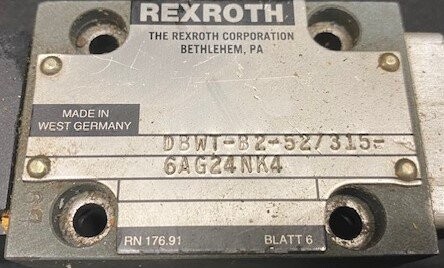 REXROTH
THE REXROTH CORPORATION
BETHLEHEM, PA
MADE IN
WEST GERMANY
DBWT-B2-52/315-
6AG24NK4
RN 176.91 BLATT 6